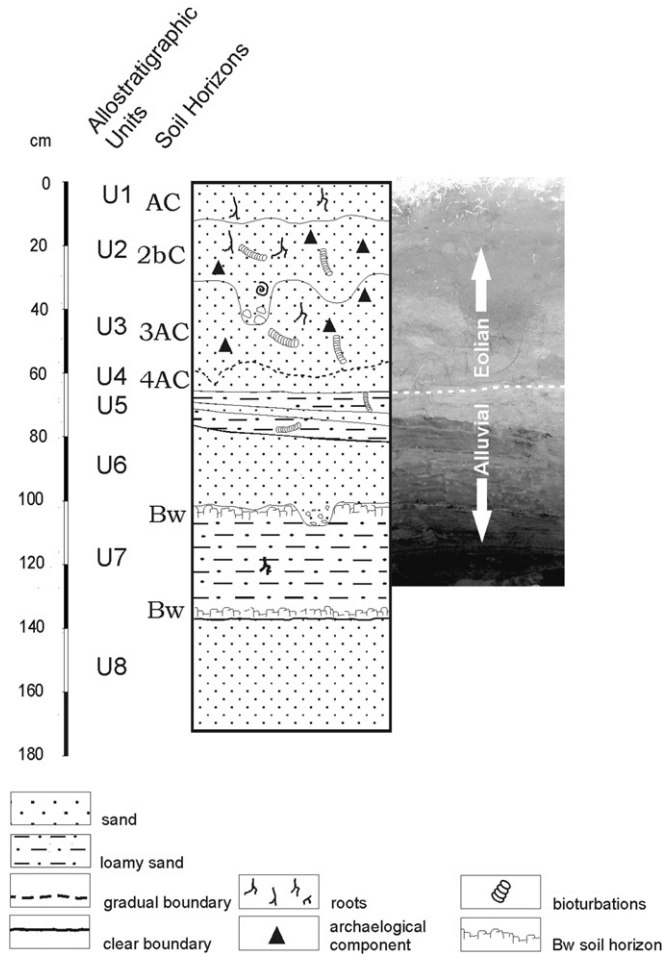 Allostratigraphic
Units
Soil Horizons
cm
0
20
40
60
80
100
120
140
160
180
U1 AC
U2 2bC
U3 3AC
U4 4AC
U5
U6
Bw
U7
Bw
U8
Eolian
Alluvial
sand
loamy sand
gradual boundary
clear boundary
roots
archaelogical
component
bioturbations
Bw soil horizon